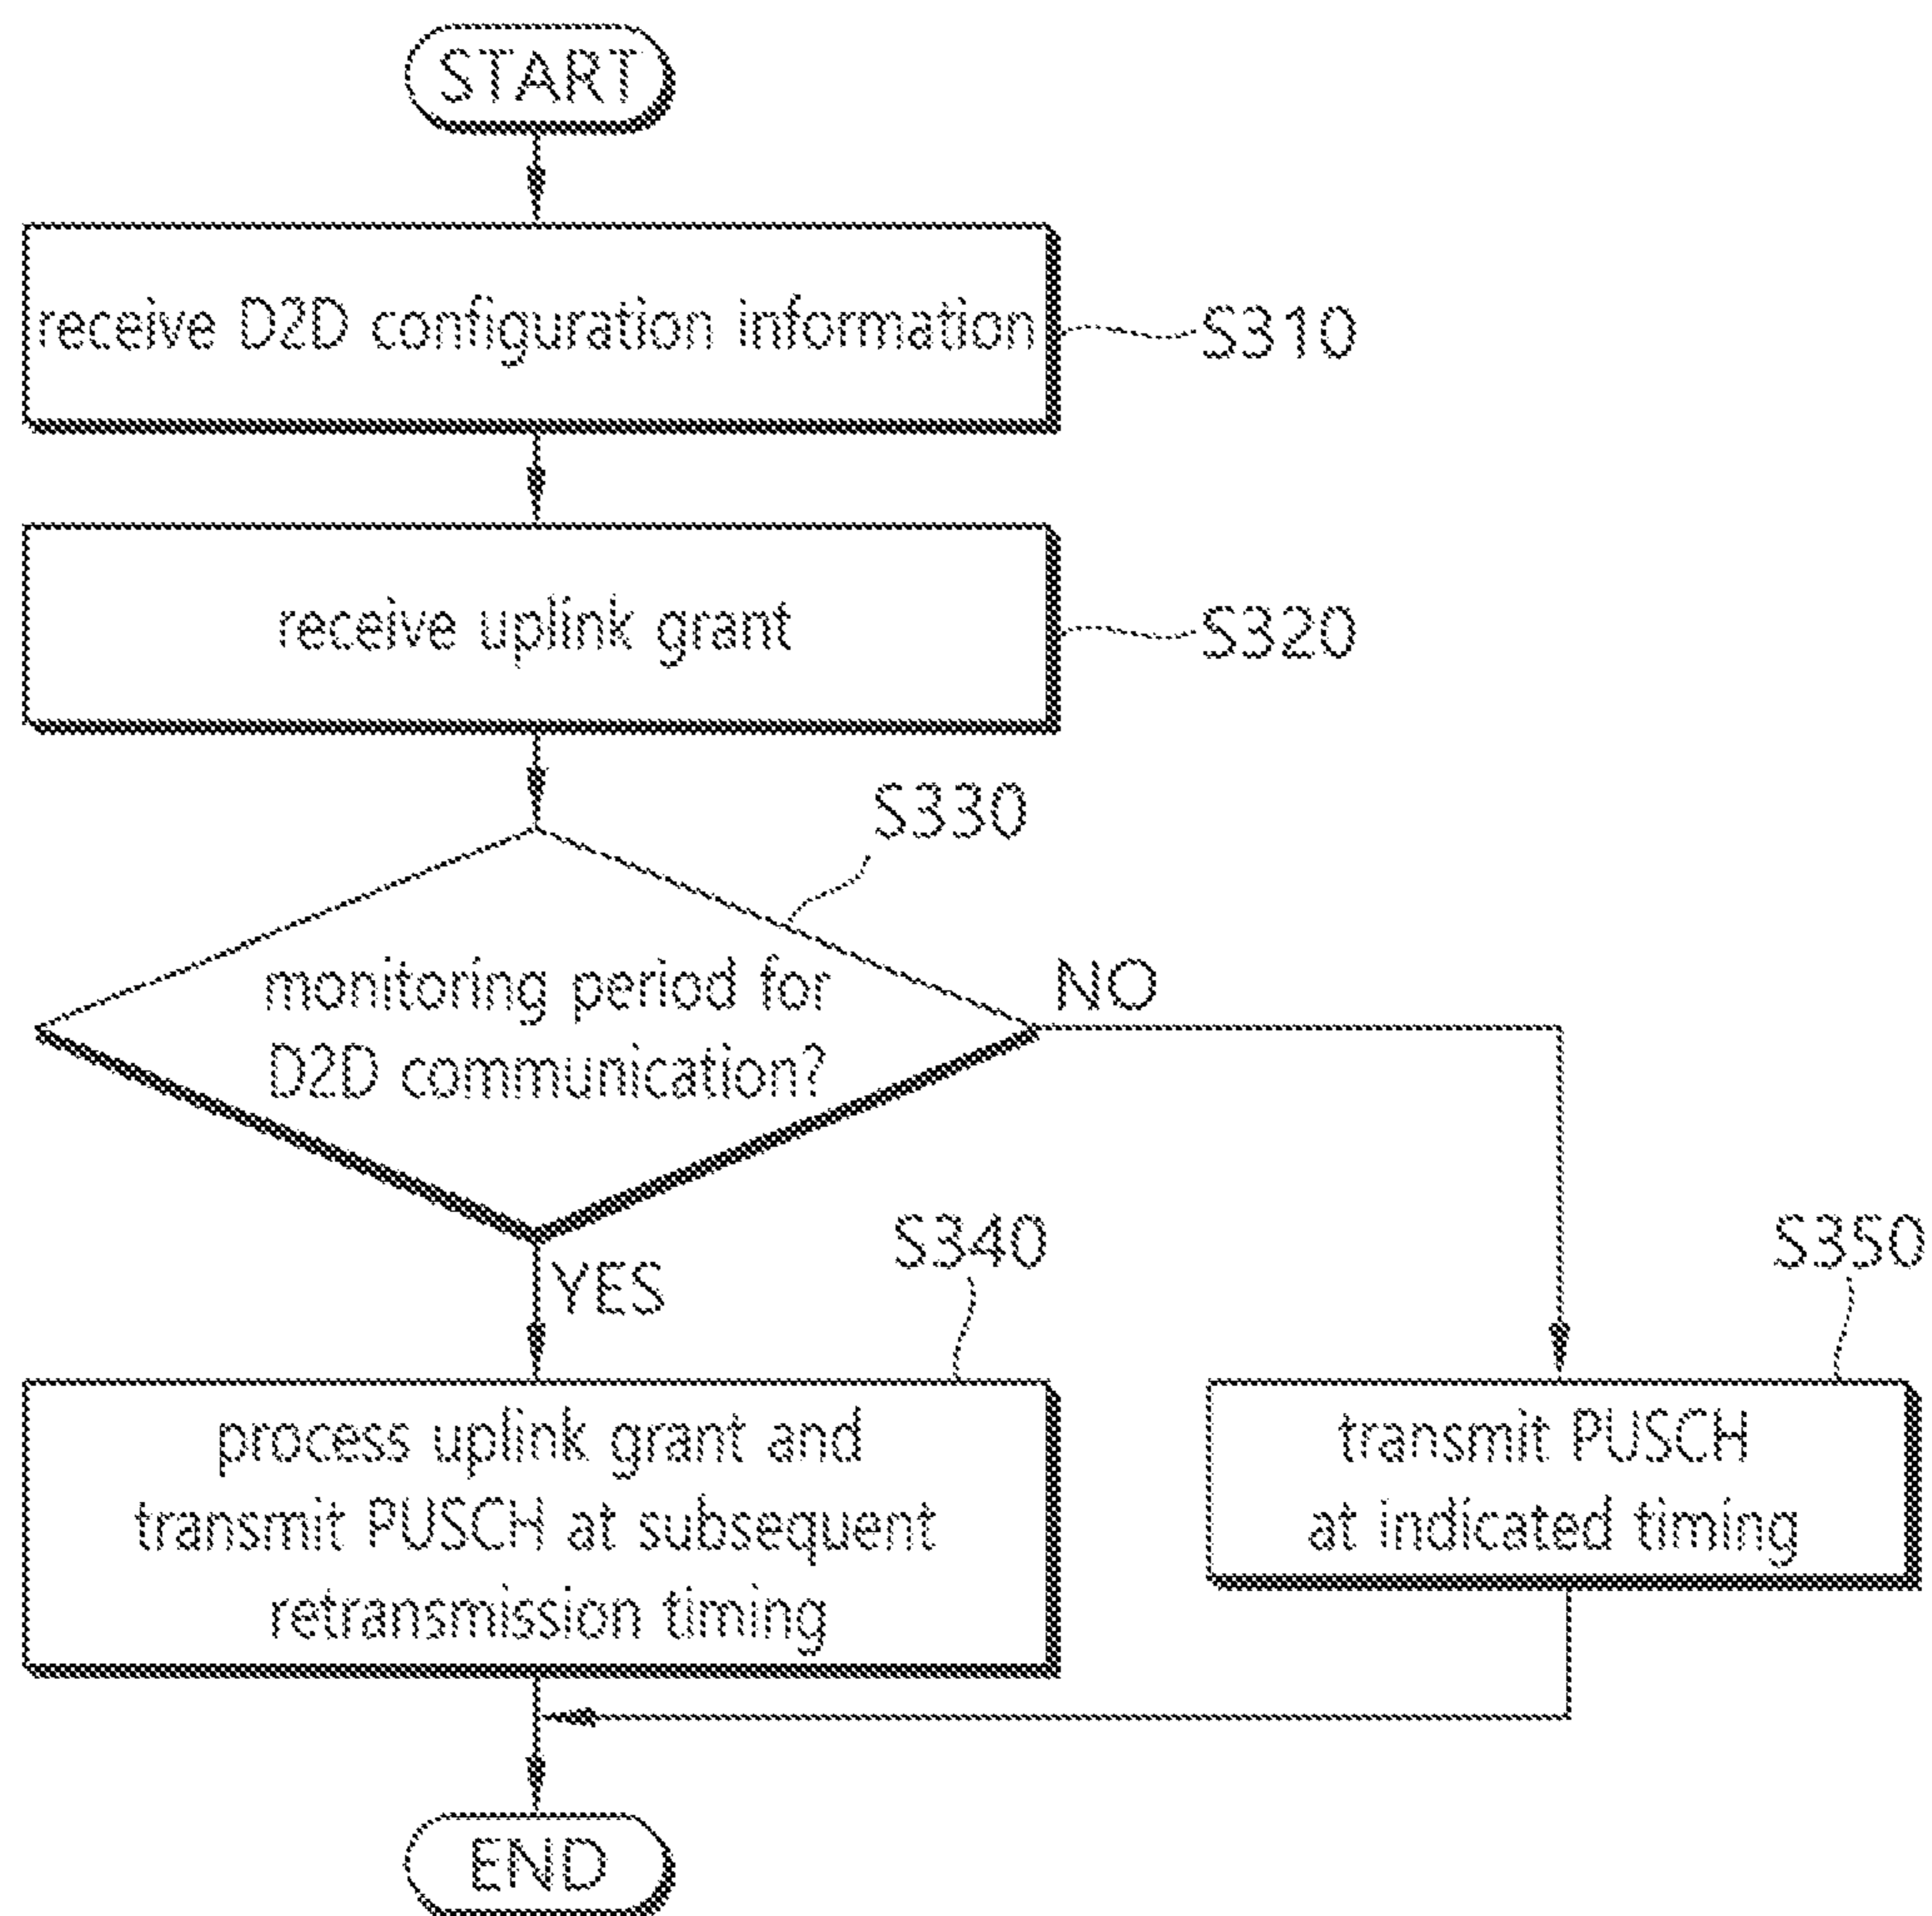 START
receive D2D configuration information
S310
receive uplink grant
S320
S330
monitoring period for
D2D communication?
NO
YES
S340
S350
process uplink grant and
transmit PUSCH at subsequent
retransmission timing
transmit PUSCH
at indicated timing
END